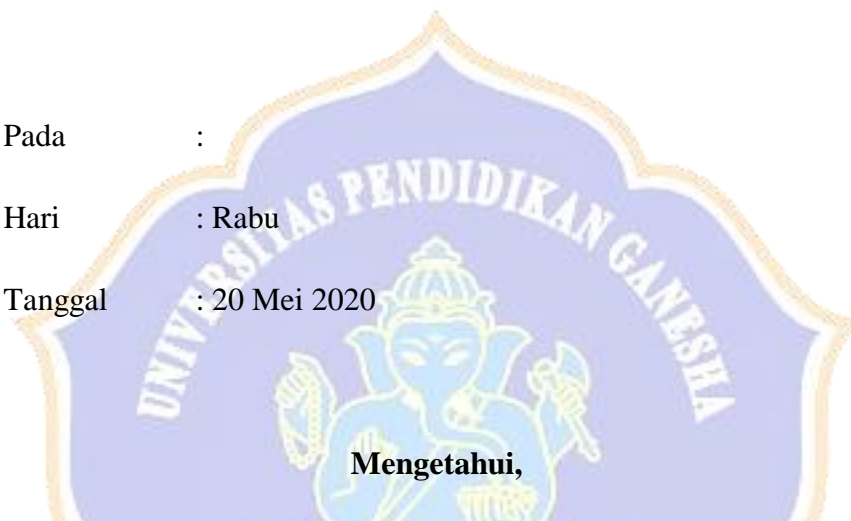 Pada :
Hari : Rabu
Tanggal : 20 Mei 2020
UNIVERSITAS PENDIDIKAN GANESHA
Mengetahui,